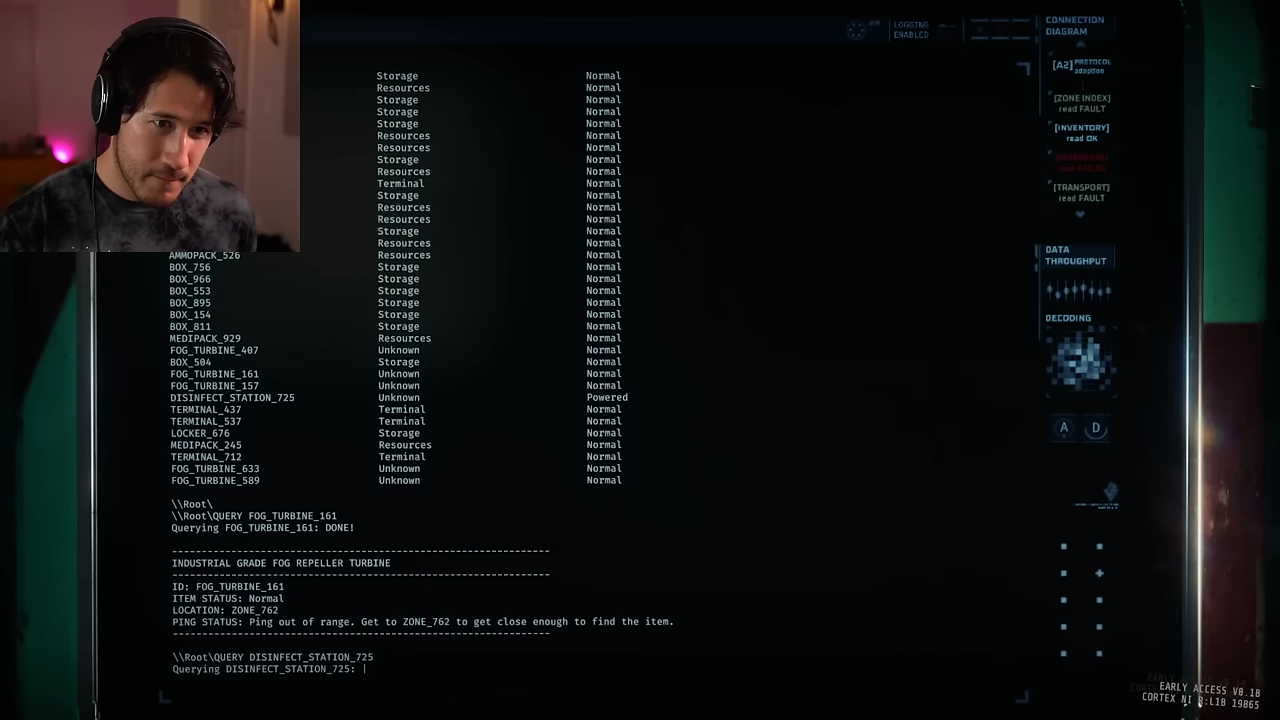 LOGGING
ENABLED
CONNECTION
DIAGRAM
[A2] PROTOCOL
adoption
[ZONE INDEX]
read FAULT
[INVENTORY]
read OK
read FAILED
[TRANSPORT]
read FAULT
DATA
THROUGHPUT
DECODING
A D
Storage Normal
Resources Normal
Storage Normal
Storage Normal
Storage Normal
Resources Normal
Resources Normal
Storage Normal
Resources Normal
Terminal Normal
Storage Normal
Resources Normal
Resources Normal
Storage Normal
Resources Normal
AMMOPACK_526 Resources Normal
BOX_756 Storage Normal
BOX_966 Storage Normal
BOX_553 Storage Normal
BOX_895 Storage Normal
BOX_154 Storage Normal
BOX_811 Storage Normal
MEDIPACK_929 Resources Normal
FOG_TURBINE_407 Unknown Normal
BOX_504 Storage Normal
FOG_TURBINE_161 Unknown Normal
FOG_TURBINE_157 Unknown Normal
DISINFECT_STATION_725 Unknown Powered
TERMINAL_437 Terminal Normal
TERMINAL_537 Terminal Normal
LOCKER_676 Storage Normal
MEDIPACK_245 Resources Normal
TERMINAL_712 Terminal Normal
FOG_TURBINE_633 Unknown Normal
FOG_TURBINE_589 Unknown Normal
\\Root\
\\Root\QUERY FOG_TURBINE_161
Querying FOG_TURBINE_161: DONE!
----------------------------------------------------------------
INDUSTRIAL GRADE FOG REPELLER TURBINE
----------------------------------------------------------------
ID: FOG_TURBINE_161
ITEM STATUS: Normal
LOCATION: ZONE_762
PING STATUS: Ping out of range. Get to ZONE_762 to get close enough to find the item.
----------------------------------------------------------------
\\Root\QUERY DISINFECT_STATION_725
Querying DISINFECT_STATION_725: |
EARLY ACCESS V0.18
CORTEX NI R:L18 19865